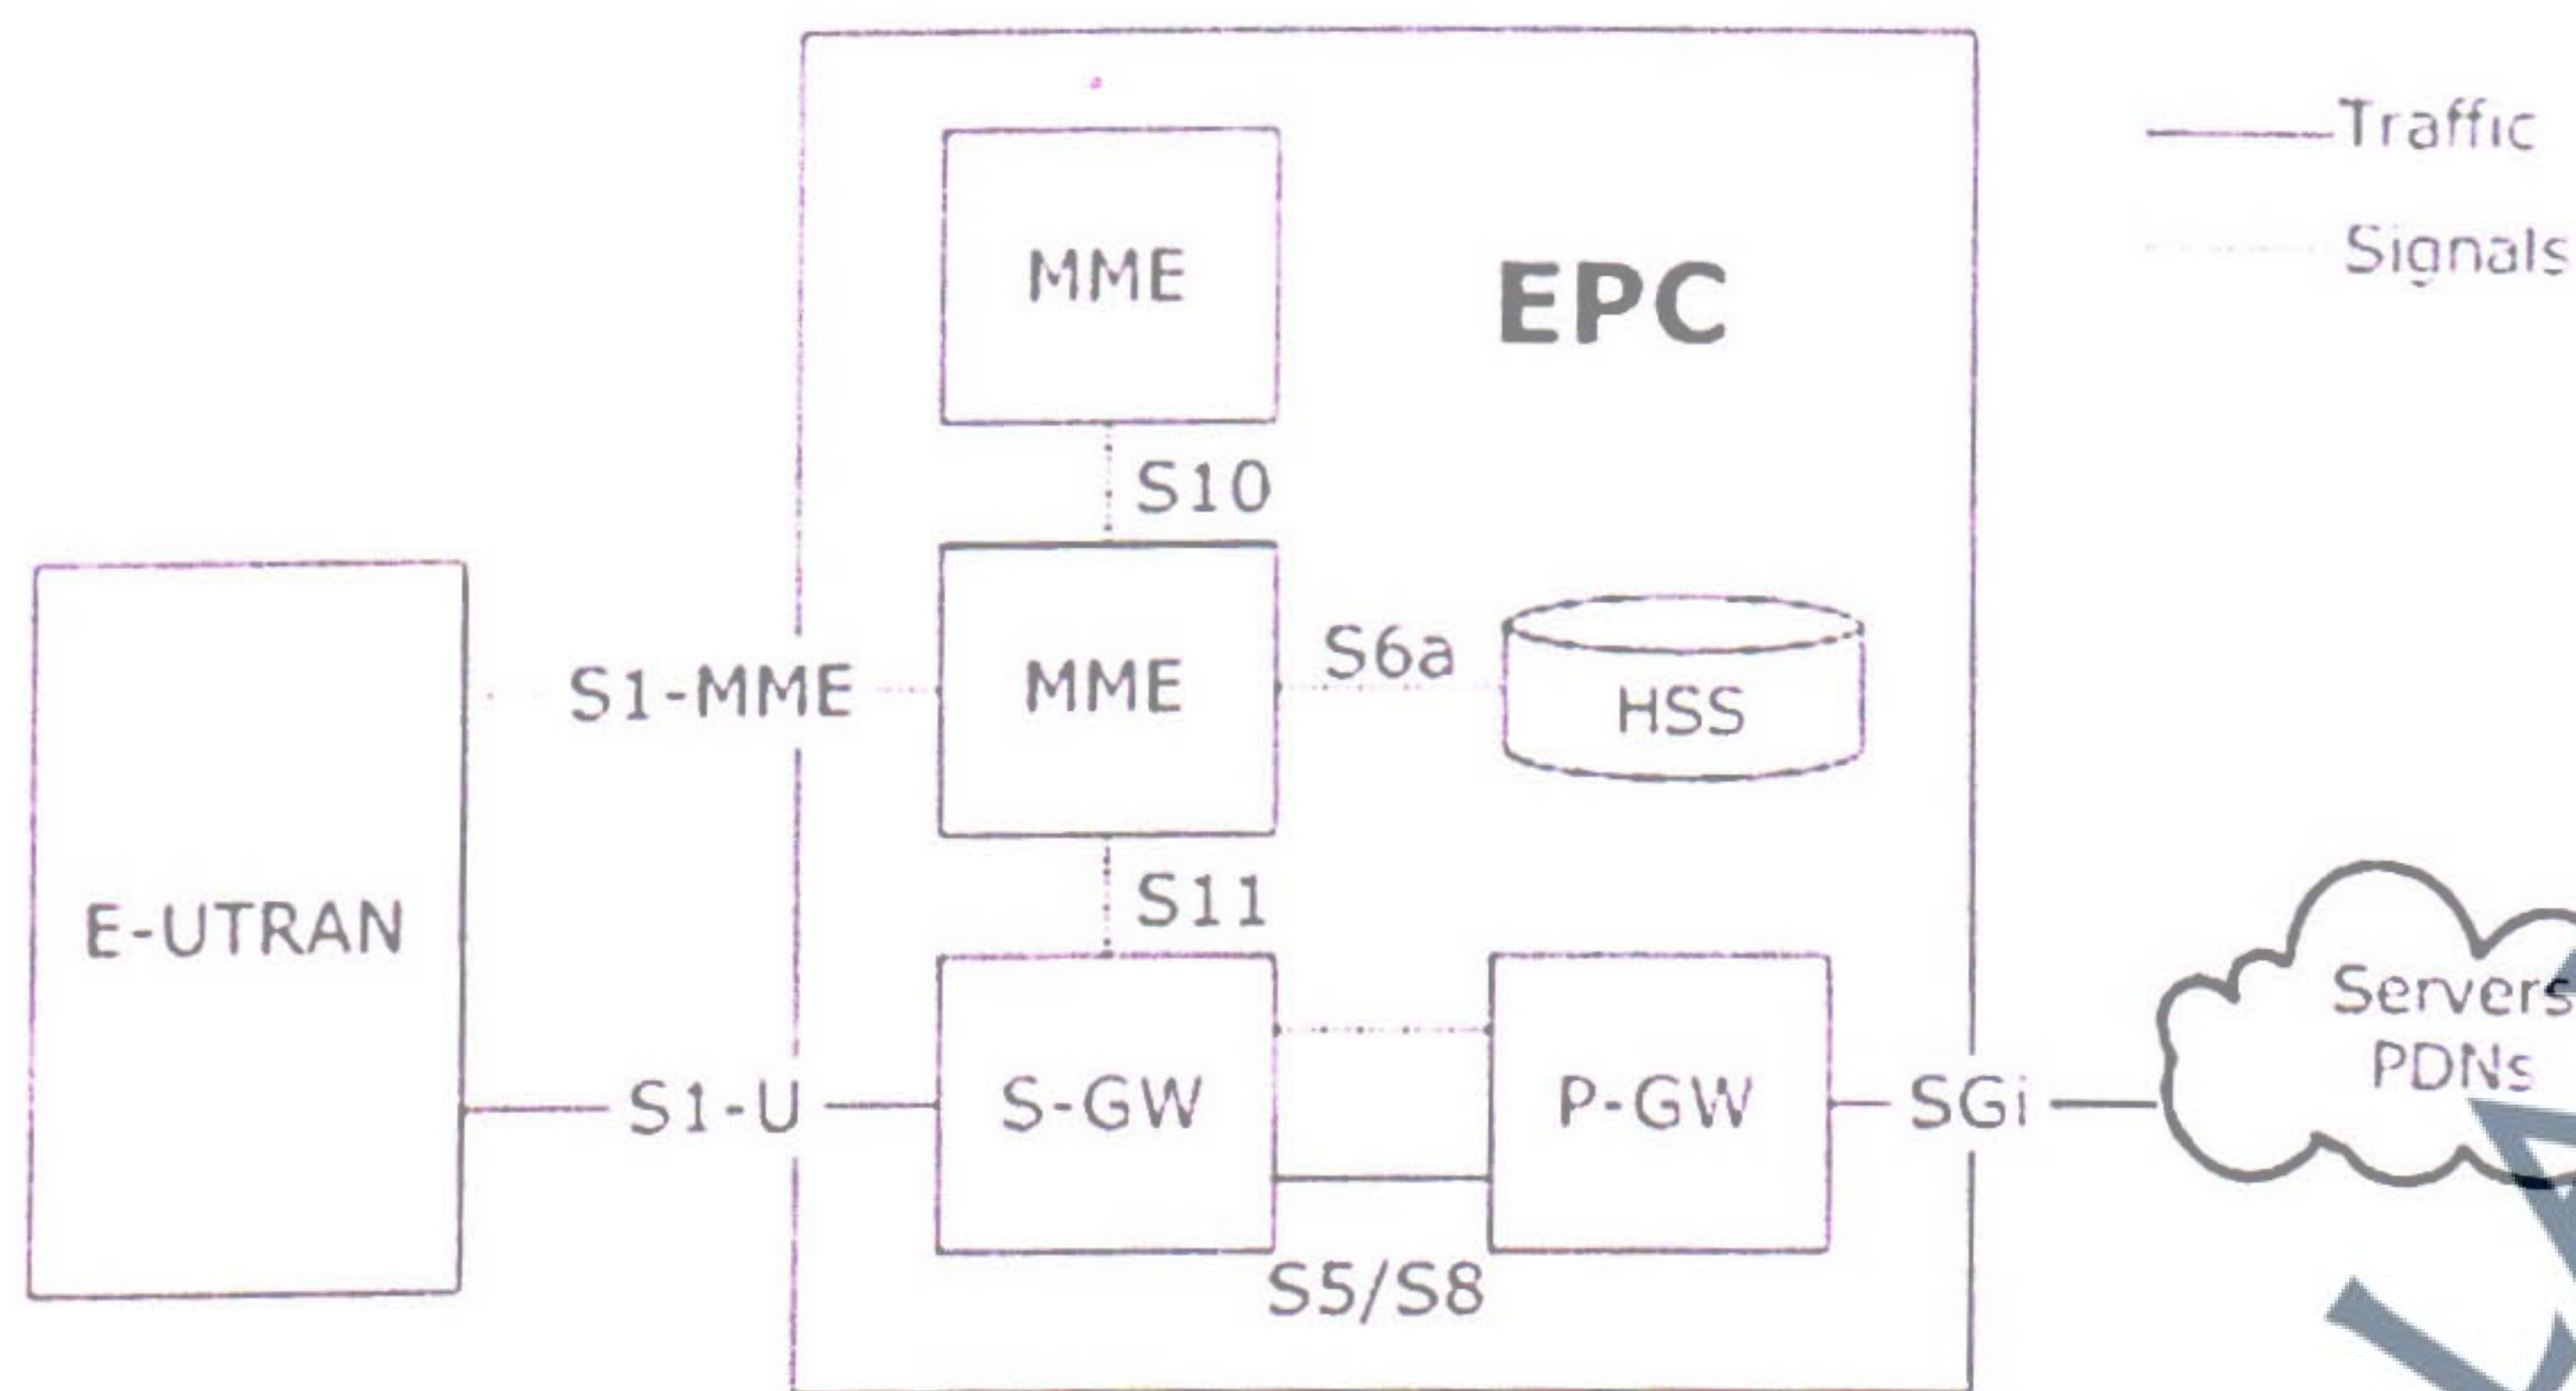 Traffic
Signals
MME
EPC
S10
S1-MME
MME
S6a
HSS
E-UTRAN
S11
Servers
PDNs
S1-U
S-GW
P-GW
SGi
S5/S8